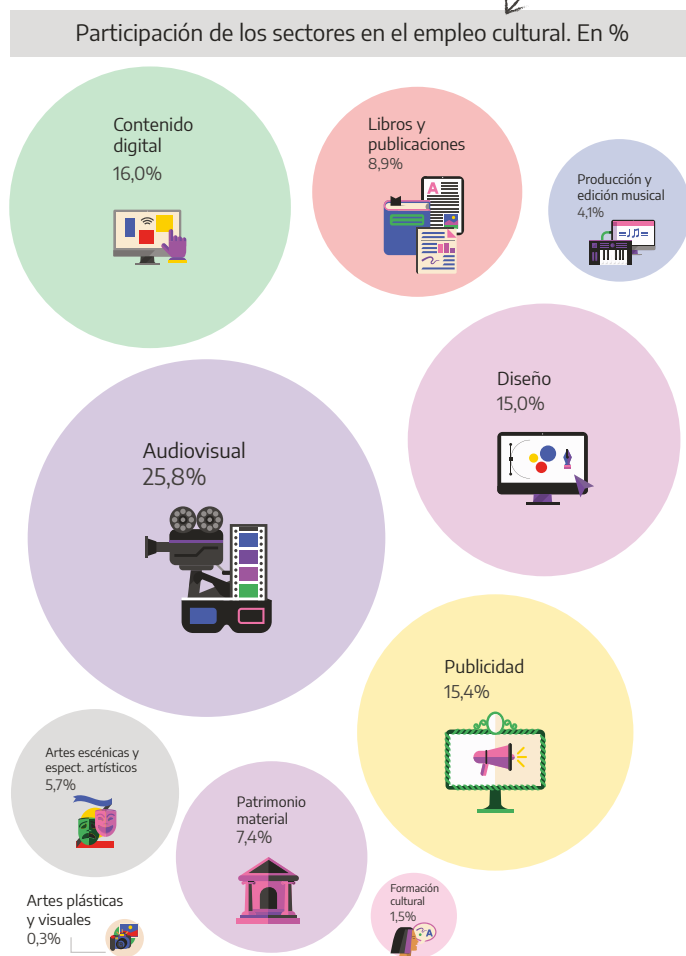 Participación de los sectores en el empleo cultural. En %
Contenido
digital
16,0%
Libros y
publicaciones
8,9%
A
Producción y
edición musical
4,1%
Diseño
15,0%
Audiovisual
25,8%
Publicidad
15,4%
Artes escénicas y
espect. artísticos
5,7%
Patrimonio
material
7,4%
Formación
cultural
1,5%
A
Artes plásticas
y visuales
0,3%